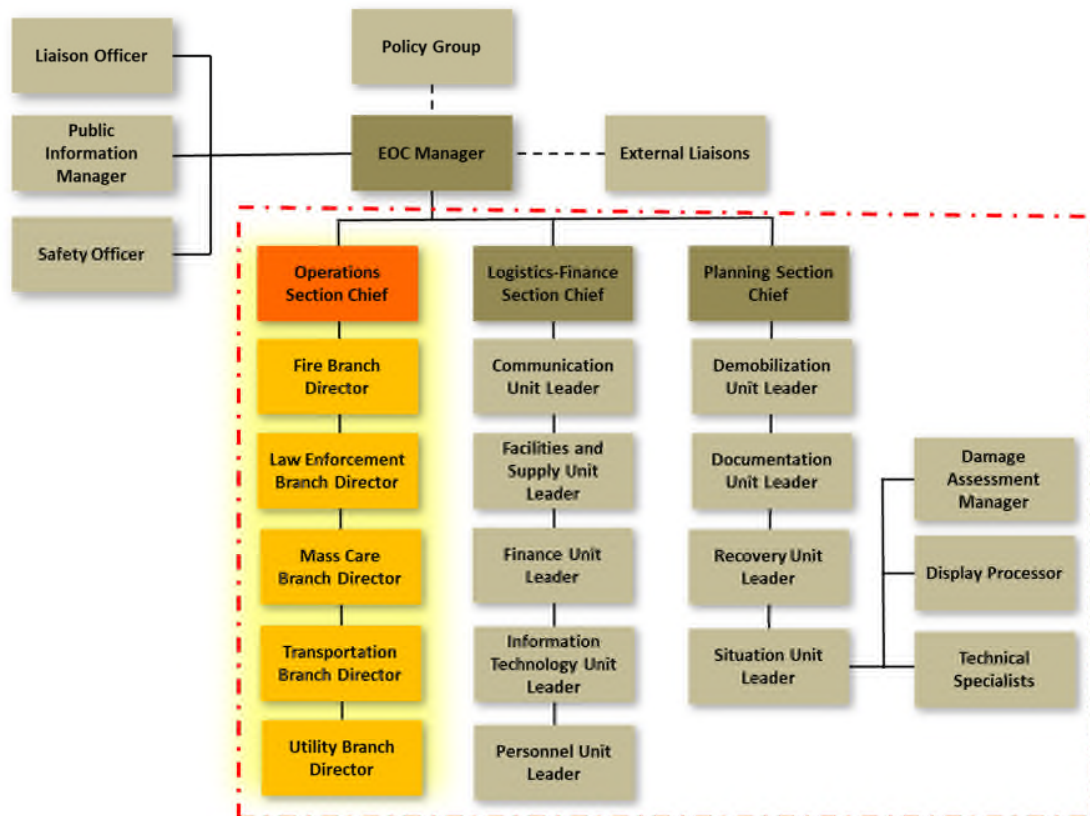 Liaison Officer
Policy Group
Public
Information
Manager
EOC Manager
External Liaisons
Safety Officer
Operations
Section Chief
Logistics-Finance
Section Chief
Planning Section
Chief
Fire Branch
Director
Communication
Unit Leader
Demobilization
Unit Leader
Law Enforcement
Branch Director
Facilities and
Supply Unit
Leader
Documentation
Unit Leader
Damage
Assessment
Manager
Mass Care
Branch Director
Finance Unit
Leader
Recovery Unit
Leader
Display Processor
Transportation
Branch Director
Information
Technology Unit
Leader
Situation Unit
Leader
Technical
Specialists
Utility Branch
Director
Personnel Unit
Leader